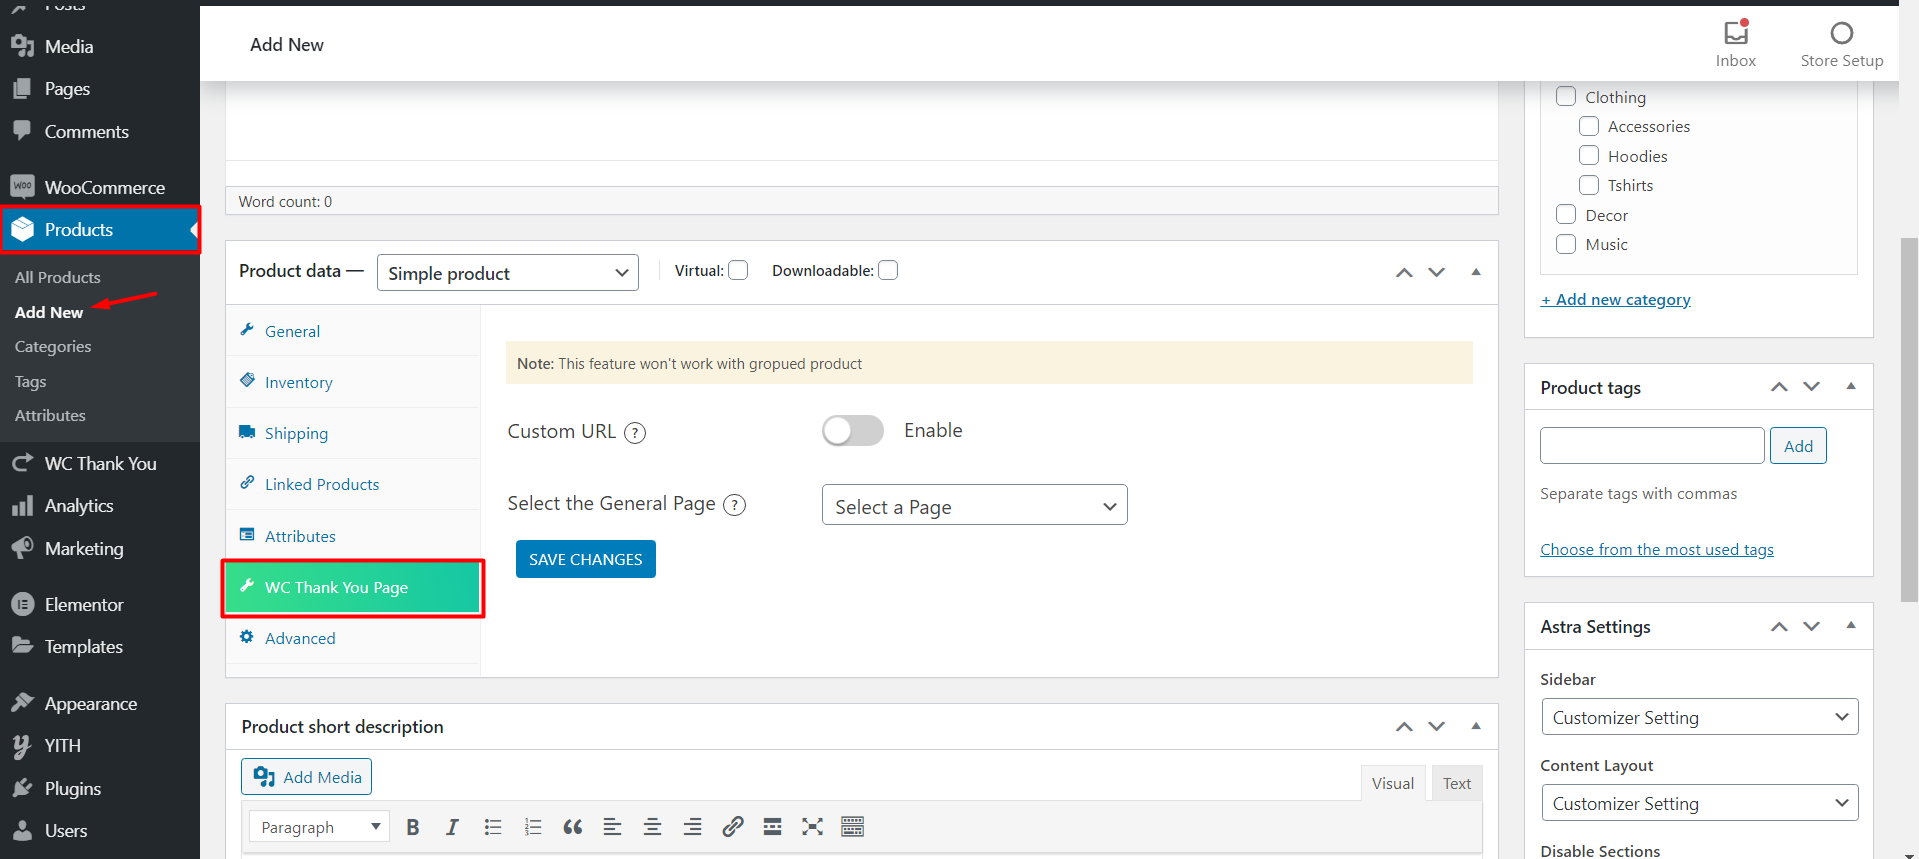 Posts
Media
Pages
Comments
WooCommerce
Products
All Products
Add New
Categories
Tags
Attributes
WC Thank You
Analytics
Marketing
Elementor
Templates
Appearance
YITH
Plugins
Users
Add New
Inbox
Store Setup
Word count: 0
Product data — Simple product Virtual: Downloadable:
General
Inventory
Shipping
Linked Products
Attributes
WC Thank You Page
Advanced
Note: This feature won't work with gropued product
Custom URL ? Enable
Select the General Page ? Select a Page
SAVE CHANGES
Product short description
Add Media
Visual Text
Paragraph
Clothing
Accessories
Hoodies
Tshirts
Decor
Music
+ Add new category
Product tags
Add
Separate tags with commas
Choose from the most used tags
Astra Settings
Sidebar
Customizer Setting
Content Layout
Customizer Setting
Disable Sections